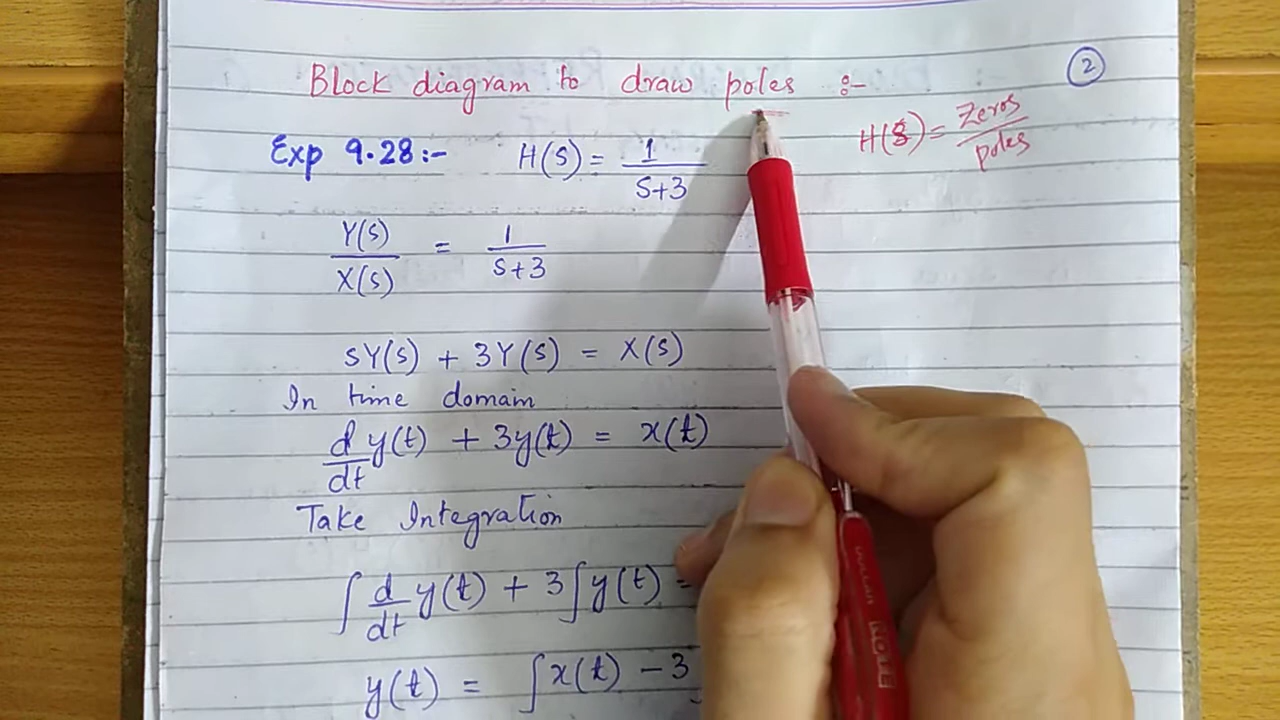 Block diagram to draw poles :-
②
H(s) = Zeros / poles
Exp 9.28:- H(s) = 1 / S+3
Y(s) / X(s) = 1 / S+3
SY(s) + 3Y(s) = X(s)
In time domain
d/dt y(t) + 3y(t) = x(t)
Take Integration
∫ d/dt y(t) + 3∫y(t) =
y(t) = ∫x(t) - 3